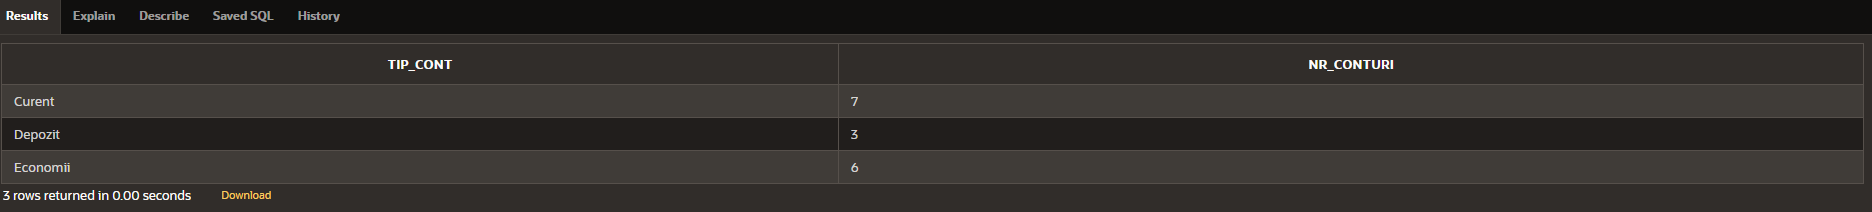 Results Explain Describe Saved SQL History
TIP_CONT NR_CONTURI
Curent 7
Depozit 3
Economii 6
3 rows returned in 0.00 seconds Download